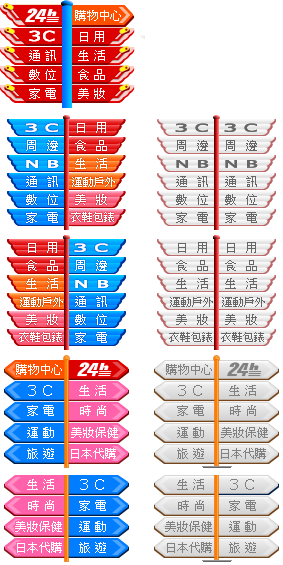 24h 購物中心
3C 日用
通訊 生活
數位 食品
家電 美妝
3C 日用
周邊 食品
NB 生活
通訊 運動戶外
數位 美妝
家電 衣鞋包錶
3C 3C
周邊 周邊
NB NB
通訊 通訊
數位 數位
家電 家電
日用 3C
食品 周邊
生活 NB
運動戶外 通訊
美妝 數位
衣鞋包錶 家電
日用 日用
食品 食品
生活 生活
運動戶外 運動戶外
美妝 美妝
衣鞋包錶 衣鞋包錶
購物中心 24h
3C 生活
家電 時尚
運動 美妝保健
旅遊 日本代購
購物中心 24h
3C 生活
家電 時尚
運動 美妝保健
旅遊 日本代購
生活 3C
時尚 家電
美妝保健 運動
日本代購 旅遊
生活 3C
時尚 家電
美妝保健 運動
日本代購 旅遊